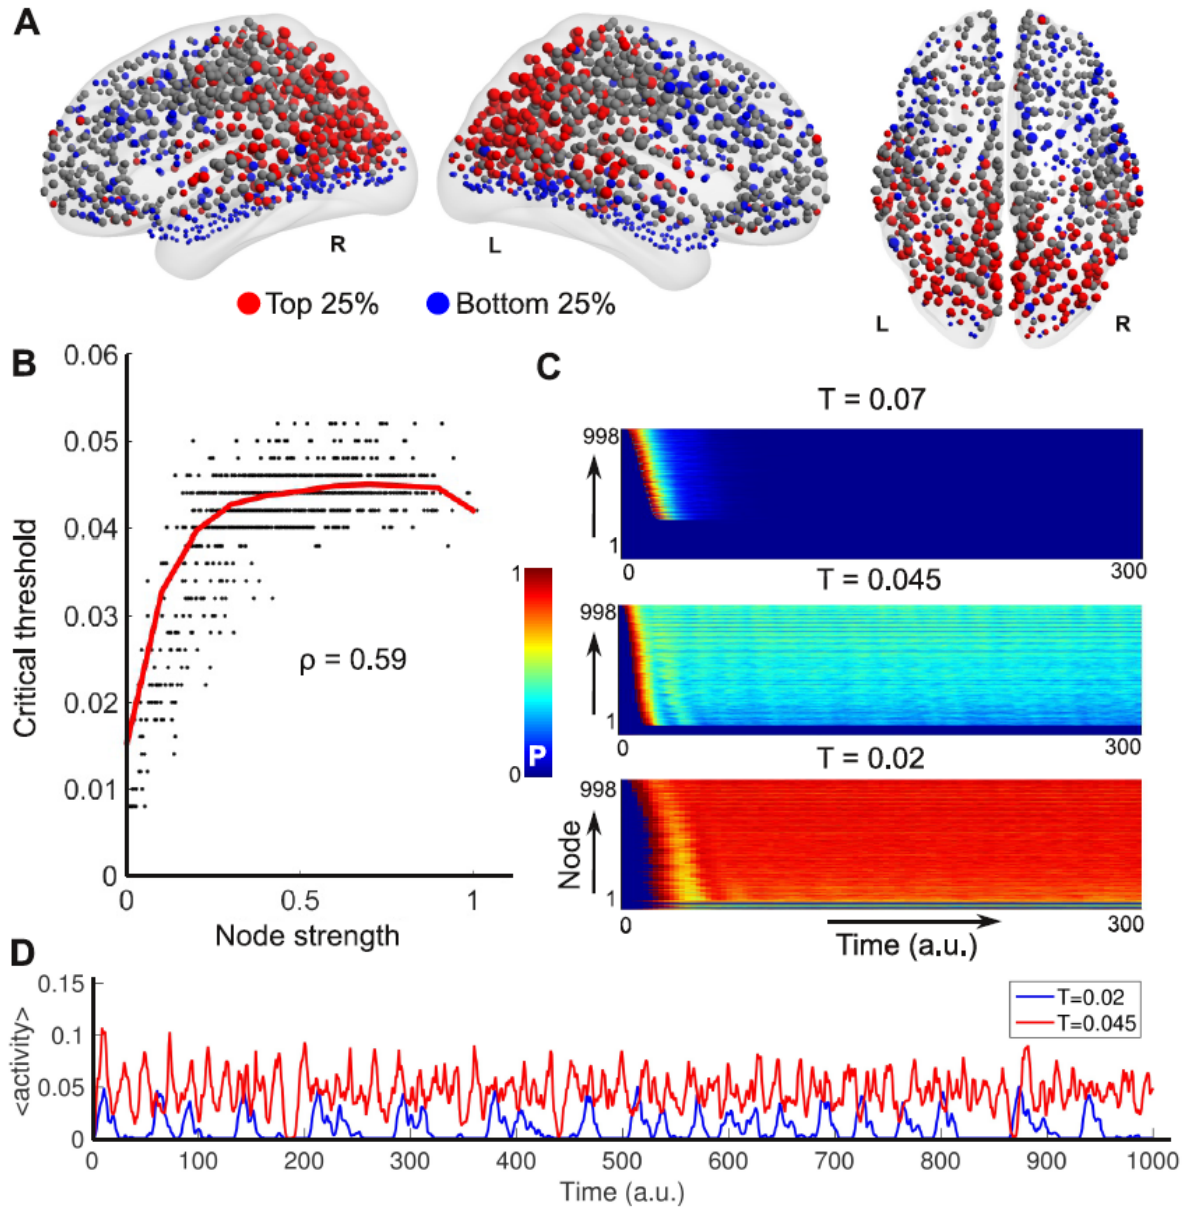 A
R
L
L
R
Top 25%
Bottom 25%
B
0.06
0.05
0.04
0.03
0.02
0.01
0
Critical threshold
ρ = 0.59
0
0.5
1
Node strength
C
T = 0.07
998
1
0
300
T = 0.045
998
1
0
300
T = 0.02
998
1
0
300
1
0
P
Node
Time (a.u.)
D
0.15
0.1
0.05
0
<activity>
T=0.02
T=0.045
0
100
200
300
400
500
600
700
800
900
1000
Time (a.u.)